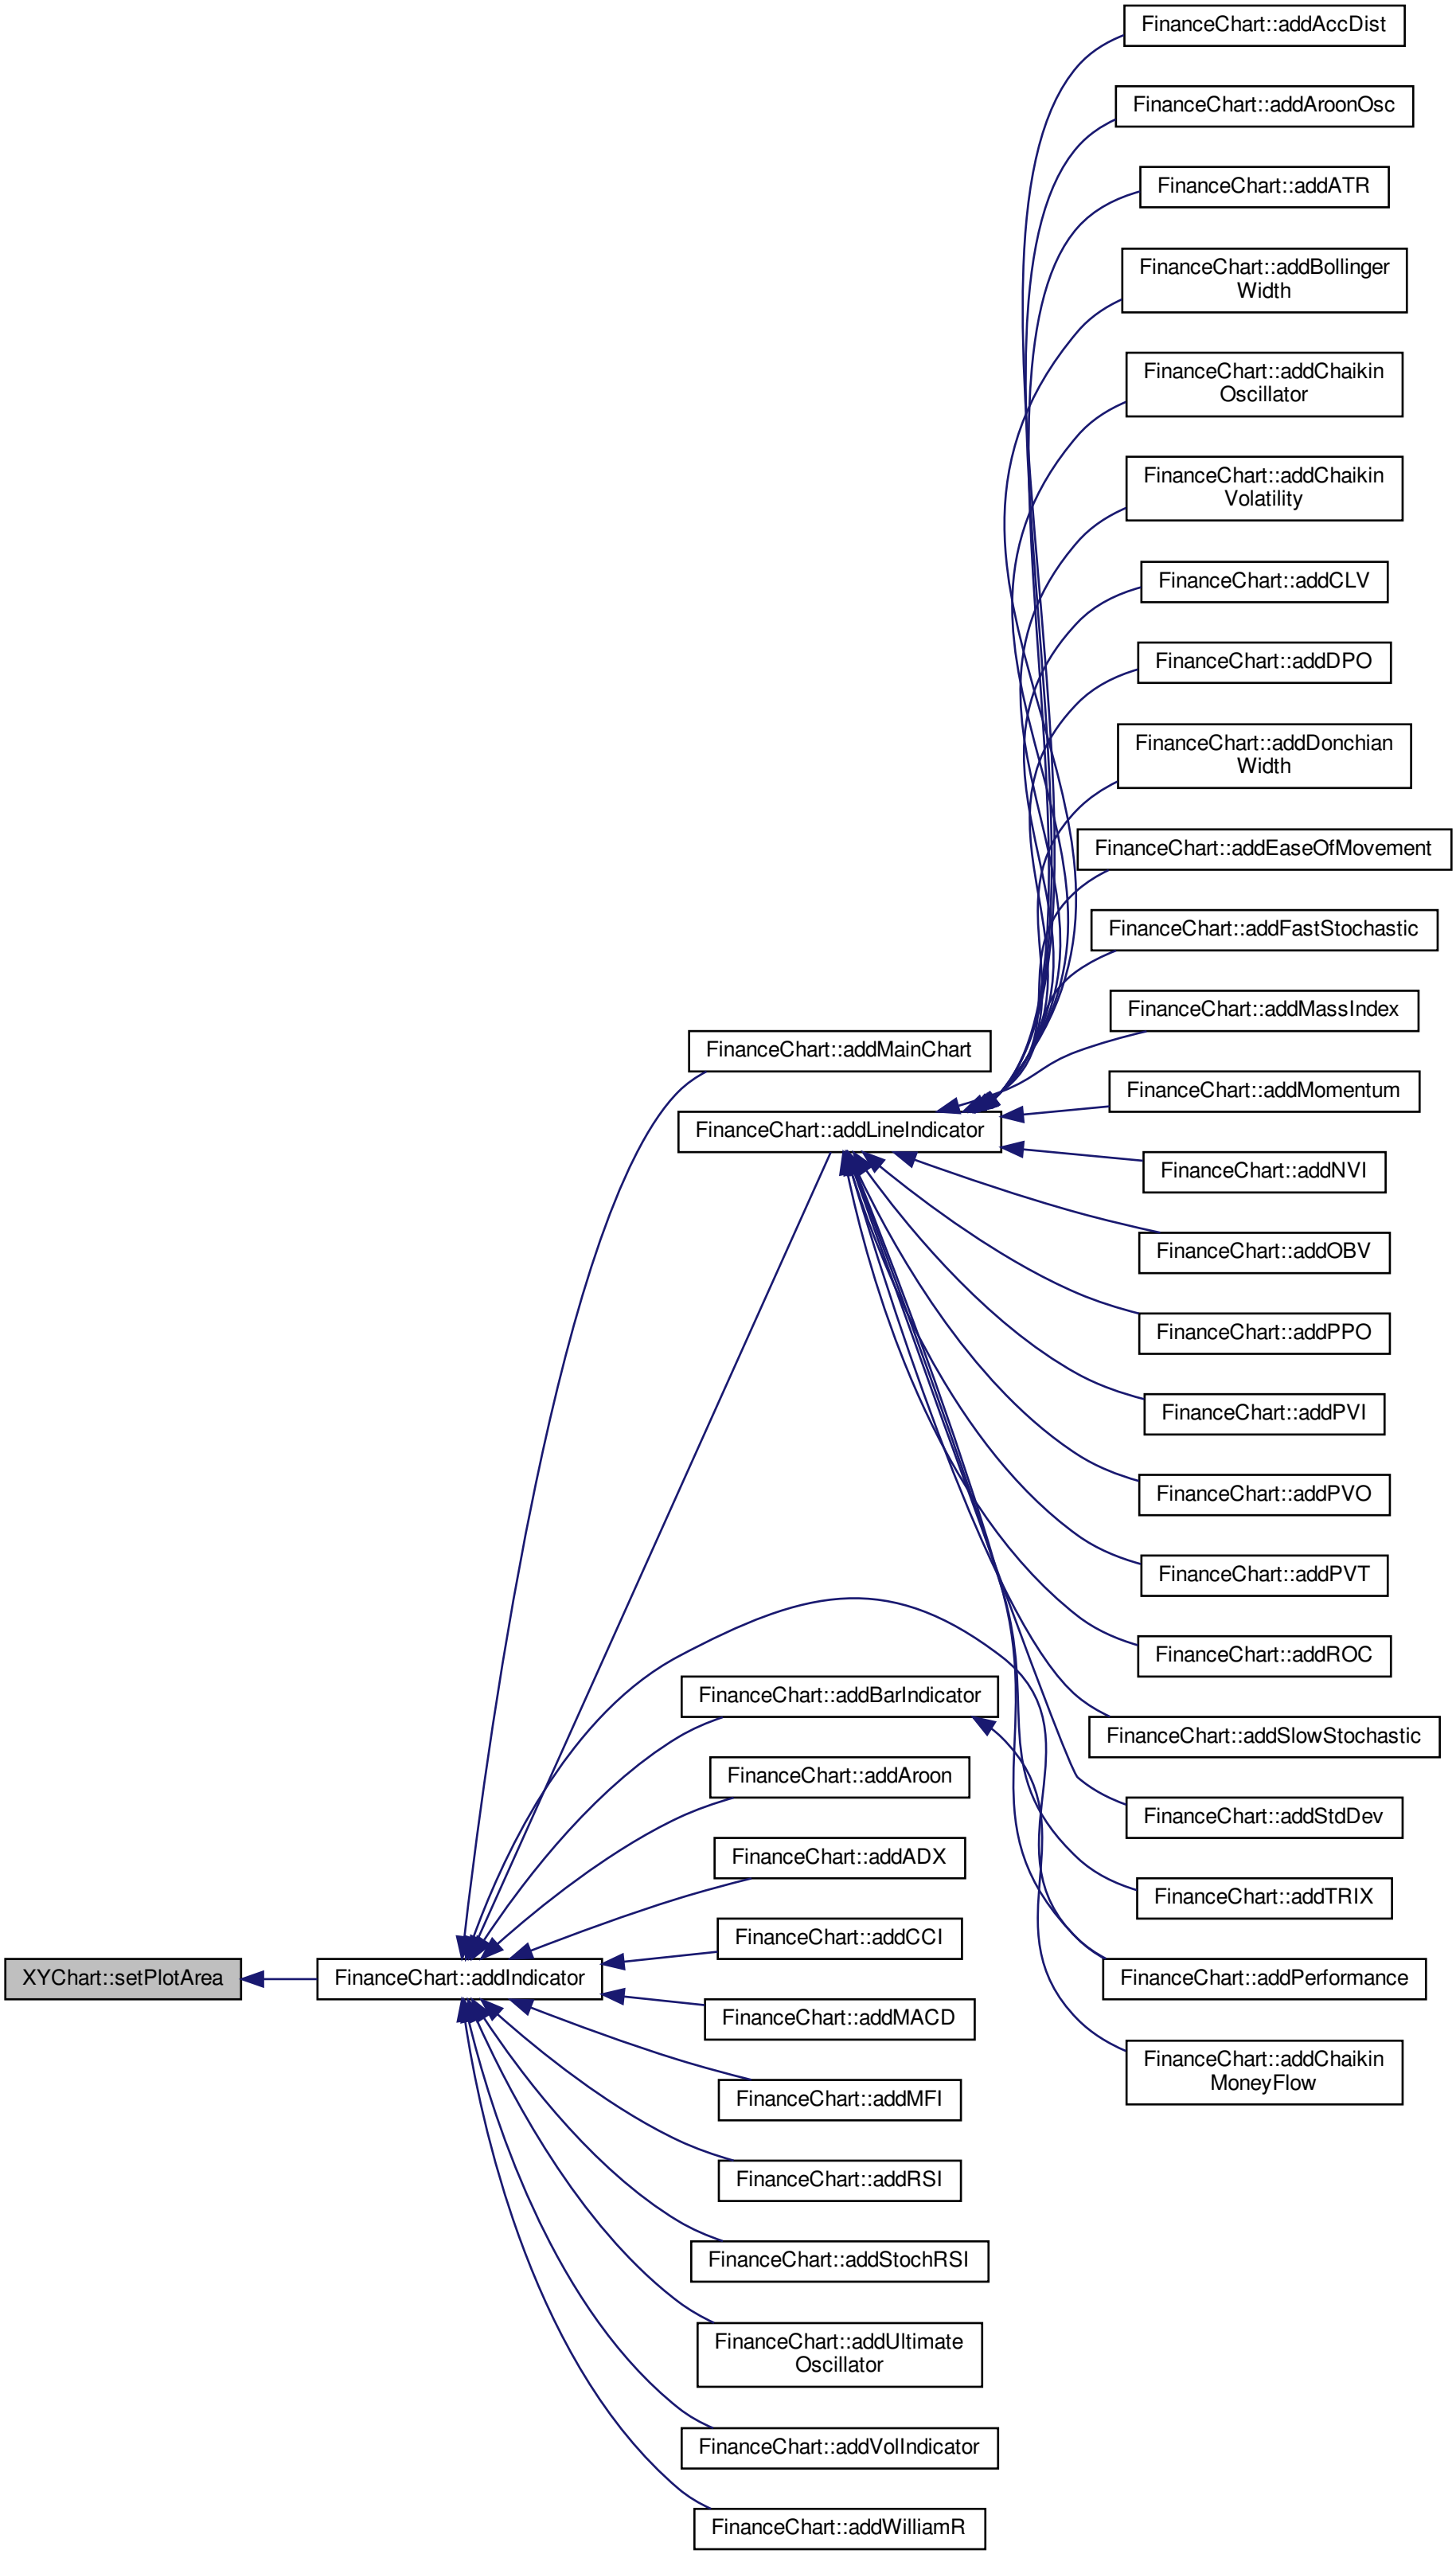 FinanceChart::addAccDist
FinanceChart::addAroonOsc
FinanceChart::addATR
FinanceChart::addBollinger
Width
FinanceChart::addChaikin
Oscillator
FinanceChart::addChaikin
Volatility
FinanceChart::addCLV
FinanceChart::addDPO
FinanceChart::addDonchian
Width
FinanceChart::addEaseOfMovement
FinanceChart::addFastStochastic
FinanceChart::addMassIndex
FinanceChart::addMainChart
FinanceChart::addMomentum
FinanceChart::addLineIndicator
FinanceChart::addNVI
FinanceChart::addOBV
FinanceChart::addPPO
FinanceChart::addPVI
FinanceChart::addPVO
FinanceChart::addPVT
FinanceChart::addROC
FinanceChart::addBarIndicator
FinanceChart::addSlowStochastic
FinanceChart::addAroon
FinanceChart::addStdDev
FinanceChart::addADX
FinanceChart::addTRIX
FinanceChart::addCCI
XYChart::setPlotArea
FinanceChart::addIndicator
FinanceChart::addPerformance
FinanceChart::addMACD
FinanceChart::addChaikin
MoneyFlow
FinanceChart::addMFI
FinanceChart::addRSI
FinanceChart::addStochRSI
FinanceChart::addUltimate
Oscillator
FinanceChart::addVolIndicator
FinanceChart::addWilliamR